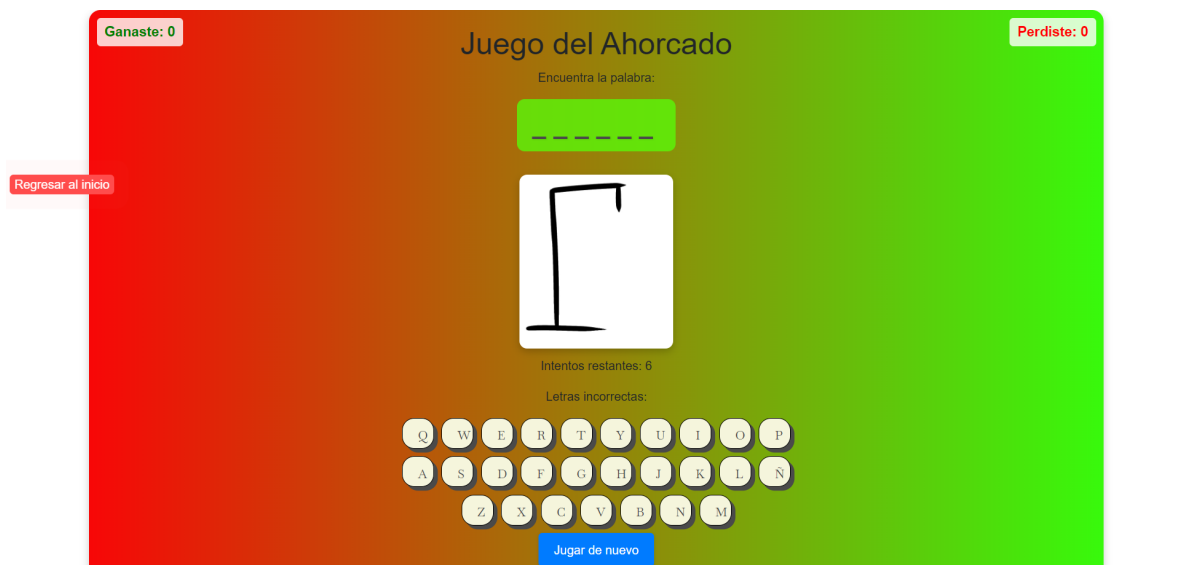 Ganaste: 0
Perdiste: 0
Juego del Ahorcado
Encuentra la palabra:
_ _ _ _ _ _
Regresar al inicio
Intentos restantes: 6
Letras incorrectas:
Q W E R T Y U I O P
A S D F G H J K L Ñ
Z X C V B N M
Jugar de nuevo